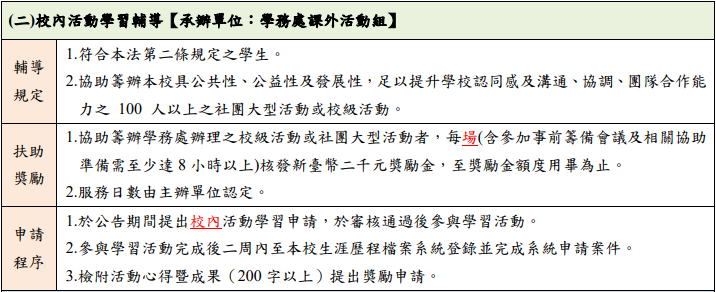 (二)校內活動學習輔導【承辦單位：學務處課外活動組】
輔導
規定
1.符合本法第二條規定之學生。
2.協助籌辦本校具公共性、公益性及發展性，足以提升學校認同感及溝通、協調、團隊合作能
力之 100 人以上之社團大型活動或校級活動。
扶助
獎勵
1.協助籌辦學務處辦理之校級活動或社團大型活動者，每場(含參加事前籌備會議及相關協助
準備需至少達 8 小時以上)核發新臺幣二千元獎勵金，至獎勵金額度用畢為止。
2.服務日數由主辦單位認定。
申請
程序
1.於公告期間提出校內活動學習申請，於審核通過後參與學習活動。
2.參與學習活動完成後二周內至本校生涯歷程檔案系統登錄並完成系統申請案件。
3.檢附活動心得暨成果（200 字以上）提出獎勵申請。